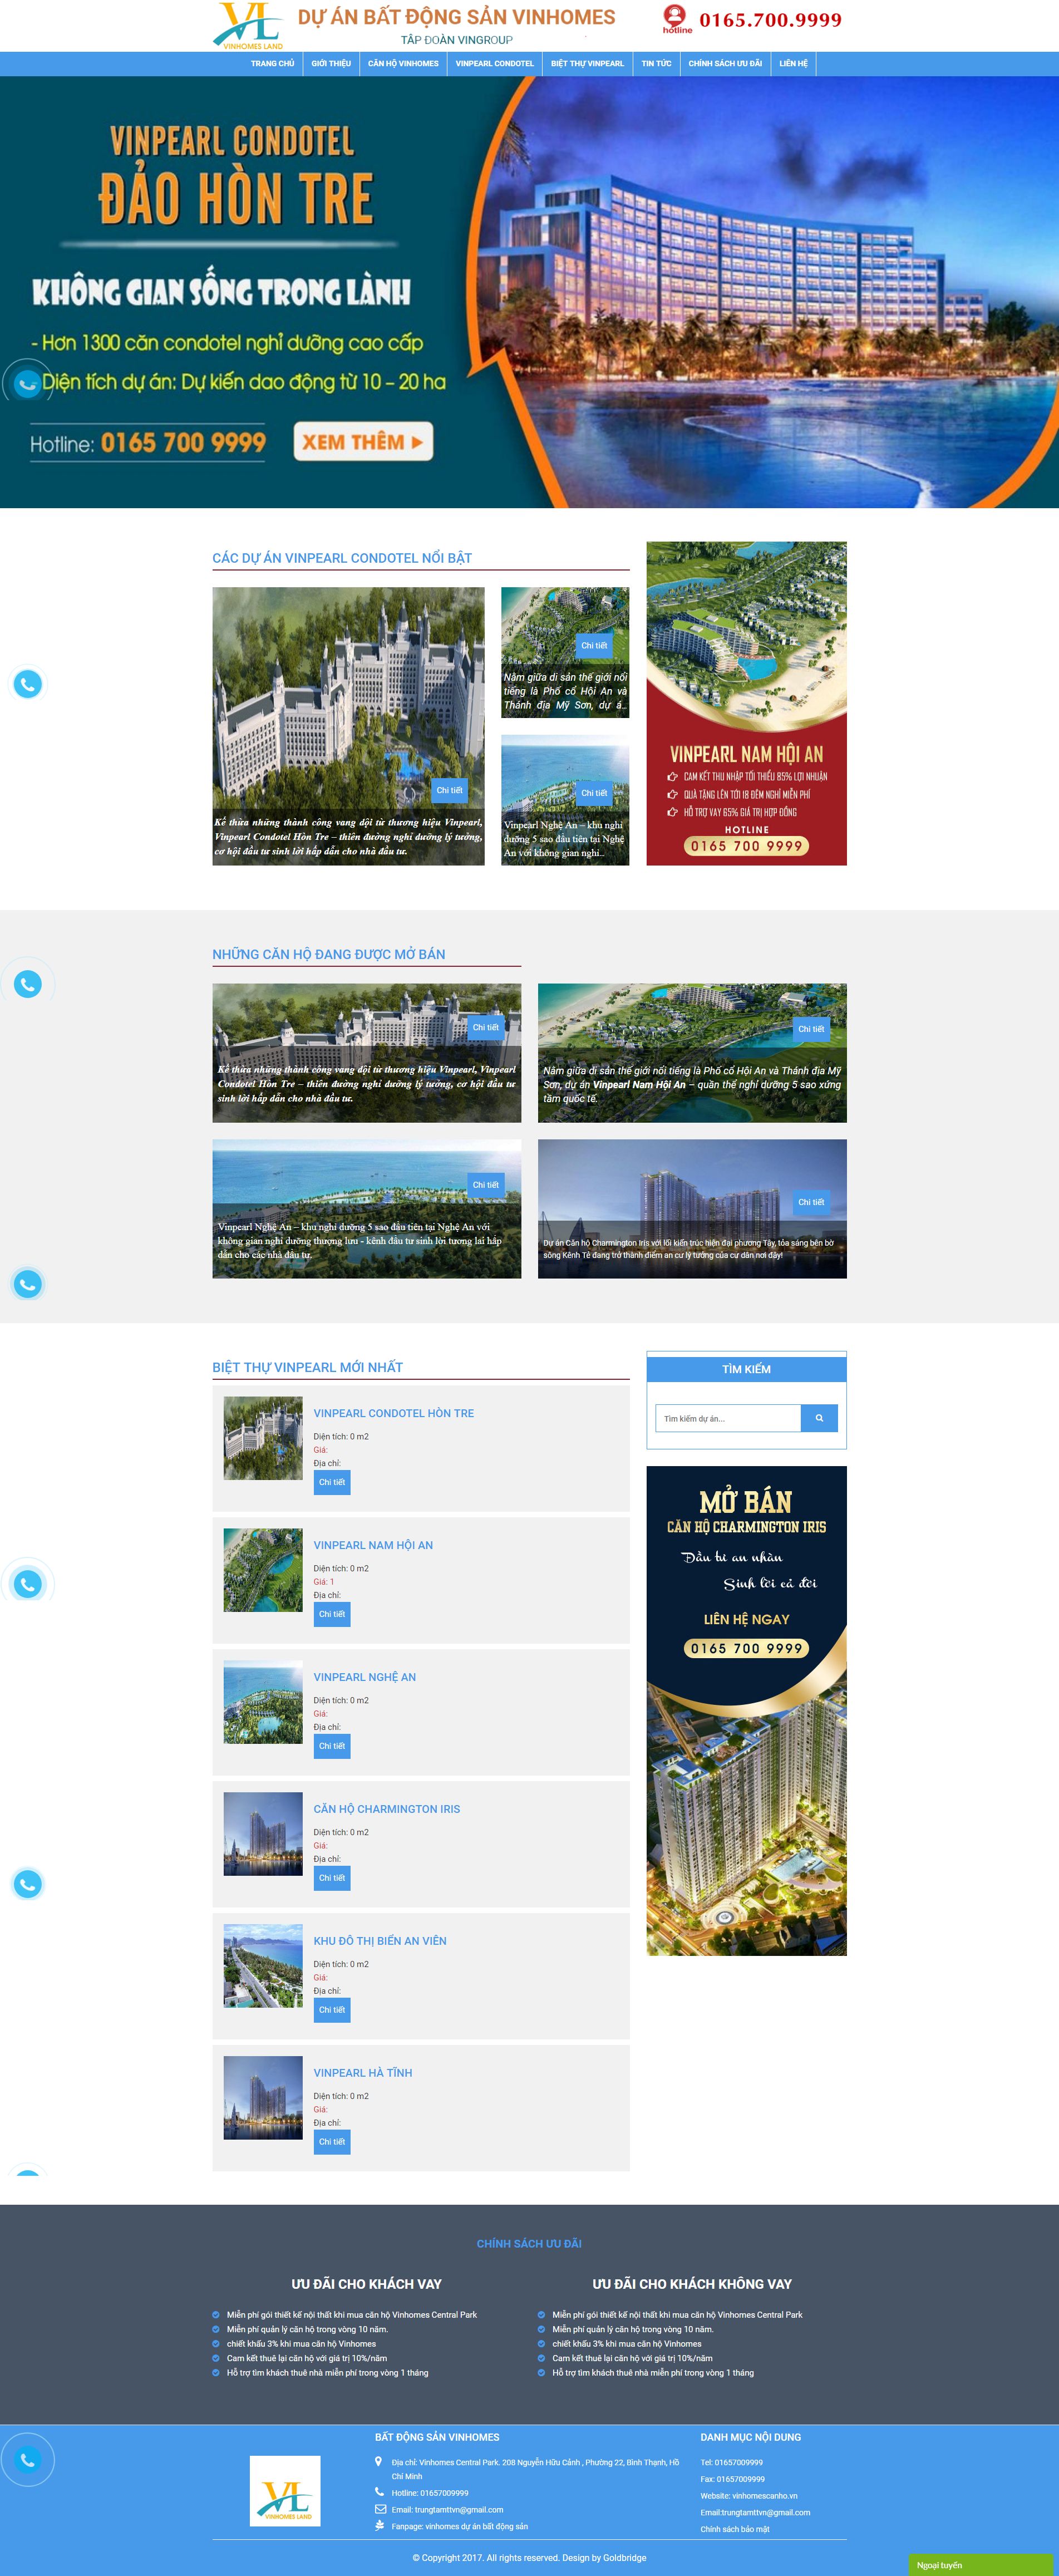 VL
VINHOMES LAND
DỰ ÁN BẤT ĐỘNG SẢN VINHOMES
TẬP ĐOÀN VINGROUP
hotline
0165.700.9999
TRANG CHỦ
GIỚI THIỆU
CĂN HỘ VINHOMES
VINPEARL CONDOTEL
BIỆT THỰ VINPEARL
TIN TỨC
CHÍNH SÁCH ƯU ĐÃI
LIÊN HỆ
VINPEARL CONDOTEL
ĐẢO HÒN TRE
KHÔNG GIAN SỐNG TRONG LÀNH
- Hơn 1300 căn condotel nghỉ dưỡng cao cấp
- Diện tích dự án: Dự kiến dao động từ 10 – 20 ha
Hotline: 0165 700 9999
XEM THÊM
CÁC DỰ ÁN VINPEARL CONDOTEL NỔI BẬT
Chi tiết
Kế thừa những thành công vang dội từ thương hiệu Vinpearl,
Vinpearl Condotel Hòn Tre – thiên đường nghỉ dưỡng lý tưởng,
cơ hội đầu tư sinh lời hấp dẫn cho nhà đầu tư.
Chi tiết
Nằm giữa di sản thế giới nổi
tiếng là Phố cổ Hội An và
Thánh địa Mỹ Sơn, dự á...
Chi tiết
Vinpearl Nghệ An – khu nghỉ
dưỡng 5 sao đầu tiên tại Nghệ
An với không gian nghỉ...
VINPEARL NAM HỘI AN
CAM KẾT THU NHẬP TỐI THIỂU 85% LỢI NHUẬN
QUÀ TẶNG LÊN TỚI 18 ĐÊM NGHỈ MIỄN PHÍ
HỖ TRỢ VAY 65% GIÁ TRỊ HỢP ĐỒNG
HOTLINE
0165 700 9999
NHỮNG CĂN HỘ ĐANG ĐƯỢC MỞ BÁN
Chi tiết
Kế thừa những thành công vang dội từ thương hiệu Vinpearl, Vinpearl
Condotel Hòn Tre – thiên đường nghỉ dưỡng lý tưởng, cơ hội đầu tư
sinh lời hấp dẫn cho nhà đầu tư.
Chi tiết
Nằm giữa di sản thế giới nổi tiếng là Phố cổ Hội An và Thánh địa Mỹ
Sơn, dự án Vinpearl Nam Hội An – quần thể nghỉ dưỡng 5 sao xứng
tầm quốc tế.
Chi tiết
Vinpearl Nghệ An – khu nghỉ dưỡng 5 sao đầu tiên tại Nghệ An với
không gian nghỉ dưỡng thượng lưu - kênh đầu tư sinh lợi tương lai hấp
dẫn cho các nhà đầu tư.
Chi tiết
Dự án Căn hộ Charmington Iris với lối kiến trúc hiện đại phương Tây, tỏa sáng bên bờ
sông Kênh Tẻ đang trở thành điểm an cư lý tưởng của cư dân nơi đây!
BIỆT THỰ VINPEARL MỚI NHẤT
VINPEARL CONDOTEL HÒN TRE
Diện tích: 0 m2
Giá:
Địa chỉ:
Chi tiết
VINPEARL NAM HỘI AN
Diện tích: 0 m2
Giá: 1
Địa chỉ:
Chi tiết
VINPEARL NGHỆ AN
Diện tích: 0 m2
Giá:
Địa chỉ:
Chi tiết
CĂN HỘ CHARMINGTON IRIS
Diện tích: 0 m2
Giá:
Địa chỉ:
Chi tiết
KHU ĐÔ THỊ BIỂN AN VIÊN
Diện tích: 0 m2
Giá:
Địa chỉ:
Chi tiết
VINPEARL HÀ TĨNH
Diện tích: 0 m2
Giá:
Địa chỉ:
Chi tiết
TÌM KIẾM
Tìm kiếm dự án...
MỞ BÁN
CĂN HỘ CHARMINGTON IRIS
Đầu tư an nhàn
Sinh lời cả đời
LIÊN HỆ NGAY
0165 700 9999
CHÍNH SÁCH ƯU ĐÃI
ƯU ĐÃI CHO KHÁCH VAY
Miễn phí gói thiết kế nội thất khi mua căn hộ Vinhomes Central Park
Miễn phí quản lý căn hộ trong vòng 10 năm.
chiết khấu 3% khi mua căn hộ Vinhomes
Cam kết thuê lại căn hộ với giá trị 10%/năm
Hỗ trợ tìm khách thuê nhà miễn phí trong vòng 1 tháng
ƯU ĐÃI CHO KHÁCH KHÔNG VAY
Miễn phí gói thiết kế nội thất khi mua căn hộ Vinhomes Central Park
Miễn phí quản lý căn hộ trong vòng 10 năm.
chiết khấu 3% khi mua căn hộ Vinhomes
Cam kết thuê lại căn hộ với giá trị 10%/năm
Hỗ trợ tìm khách thuê nhà miễn phí trong vòng 1 tháng
VL
VINHOMES LAND
BẤT ĐỘNG SẢN VINHOMES
Địa chỉ: Vinhomes Central Park. 208 Nguyễn Hữu Cảnh , Phường 22, Bình Thạnh, Hồ
Chí Minh
Hotline: 01657009999
Email: trungtamttvn@gmail.com
Fanpage: vinhomes dự án bất động sản
DANH MỤC NỘI DUNG
Tel: 01657009999
Fax: 01657009999
Website: vinhomescanho.vn
Email:trungtamttvn@gmail.com
Chính sách bảo mật
© Copyright 2017. All rights reserved. Design by Goldbridge
Ngoại tuyến